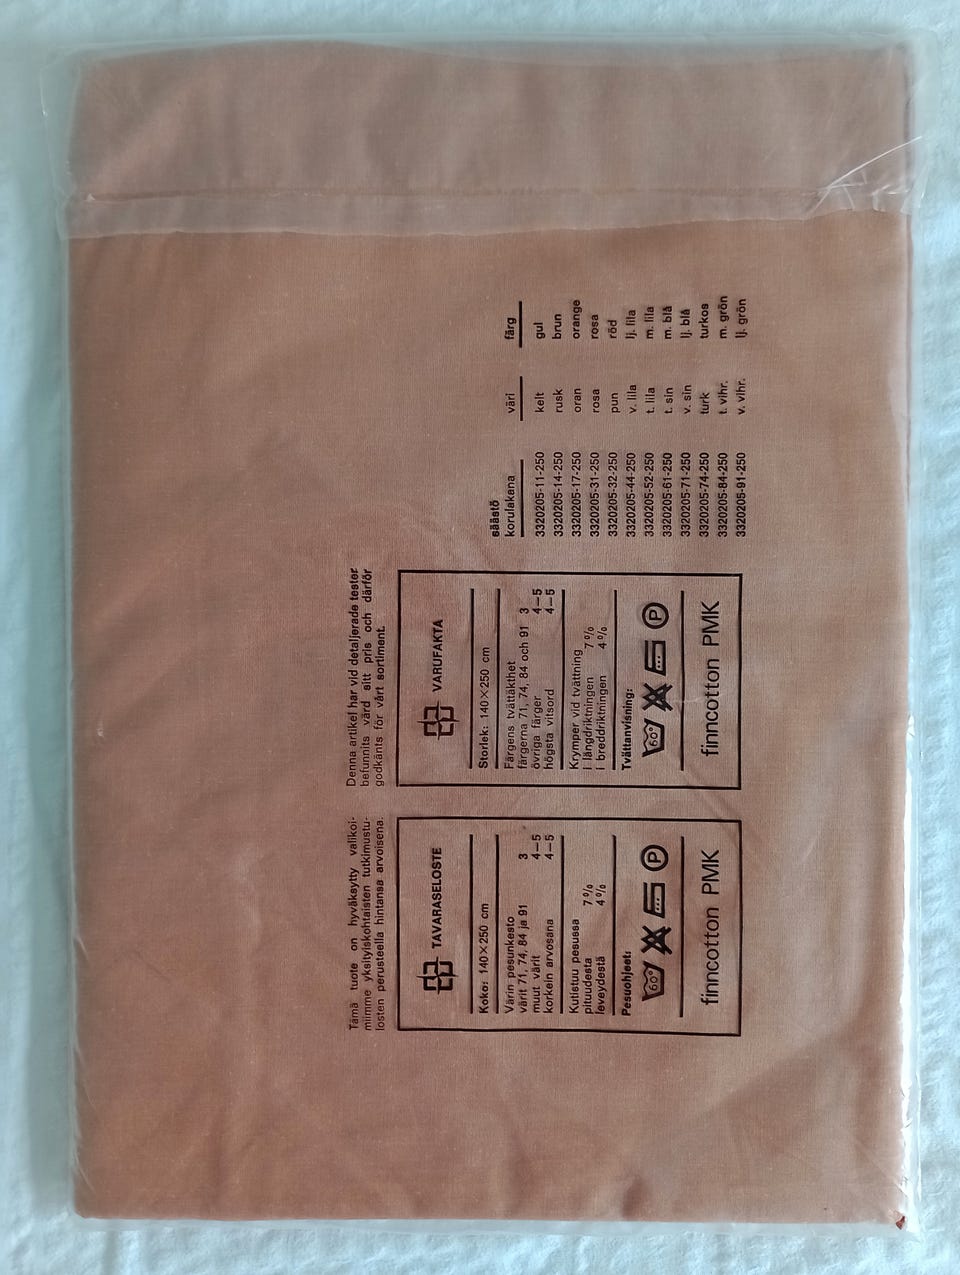 Tämä tuote on hyväksytty valikoi-
miimme yksityiskohtaisten tutkimustu-
losten perusteella hintansa arvoisena.
TAVARASELOSTE
Koko: 140×250 cm
Värin pesunkesto
värit 71, 74, 84 ja 91 3
muut värit 4–5
korkein arvosana 4–5
Kutistuu pesussa
pituudesta 7 %
leveydestä 4 %
Pesuohjeet:
60° P
finncotton PMK
Denna artikel har vid detaljerade tester
befunnits värd sitt pris och därför
godkänts för vårt sortiment.
VARUFAKTA
Storlek: 140×250 cm
Färgens tvättäkthet
färgerna 71, 74, 84 och 91 3
övriga färger 4–5
högsta vitsord 4–5
Krymper vid tvättning
i längdriktningen 7 %
i breddriktningen 4 %
Tvättanvisning:
60° P
finncotton PMK
säästö
korulakana väri färg
3320205-11-250 kelt gul
3320205-14-250 rusk brun
3320205-17-250 oran orange
3320205-31-250 rosa rosa
3320205-32-250 pun röd
3320205-44-250 v. lila lj. lila
3320205-52-250 t. lila m. lila
3320205-61-250 t. sin m. blå
3320205-71-250 v. sin lj. blå
3320205-74-250 turk turkos
3320205-84-250 t. vihr. m. grön
3320205-91-250 v. vihr. lj. grön